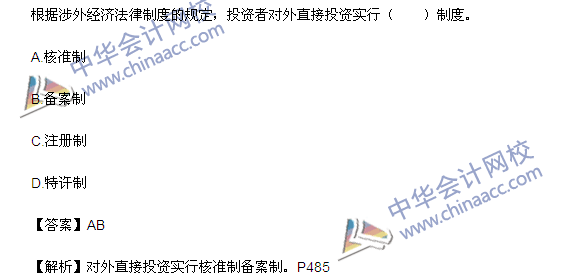 根据涉外经济法律制度的规定，投资者对外直接投资实行（　　）制度。
A.核准制
B.备案制
C.注册制
D.特许制
【答案】AB
【解析】对外直接投资实行核准制备案制。P485
中华会计网校
www.chinaacc.com
中华会计网校
www.chinaacc.com